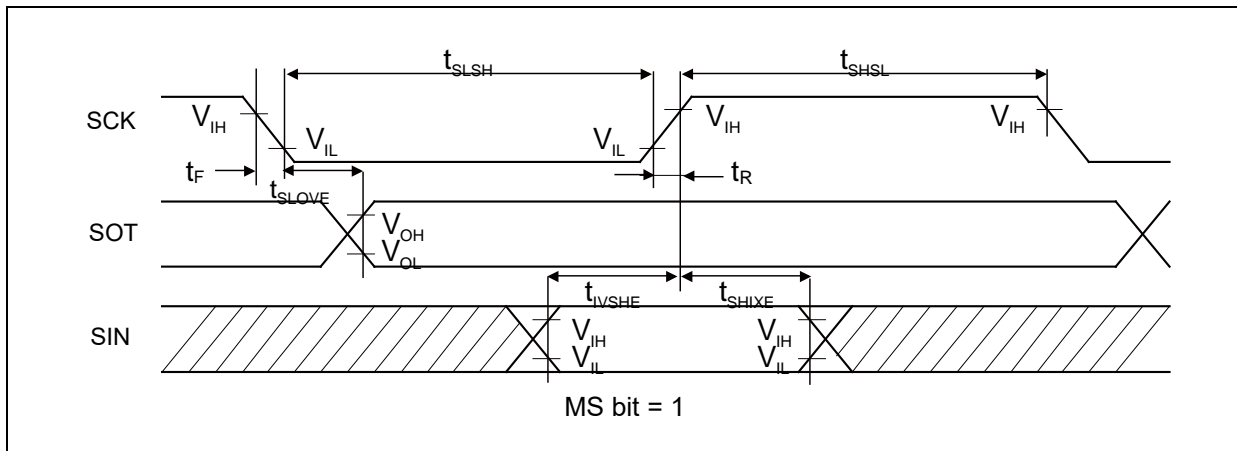 tSLSH tSHSL
SCK VIH VIL VIL VIH VIH
tF tSLOVE tR
SOT VOH
VOL
tIVSHE tSHIXE
SIN VIH VIH
VIL VIL
MS bit = 1